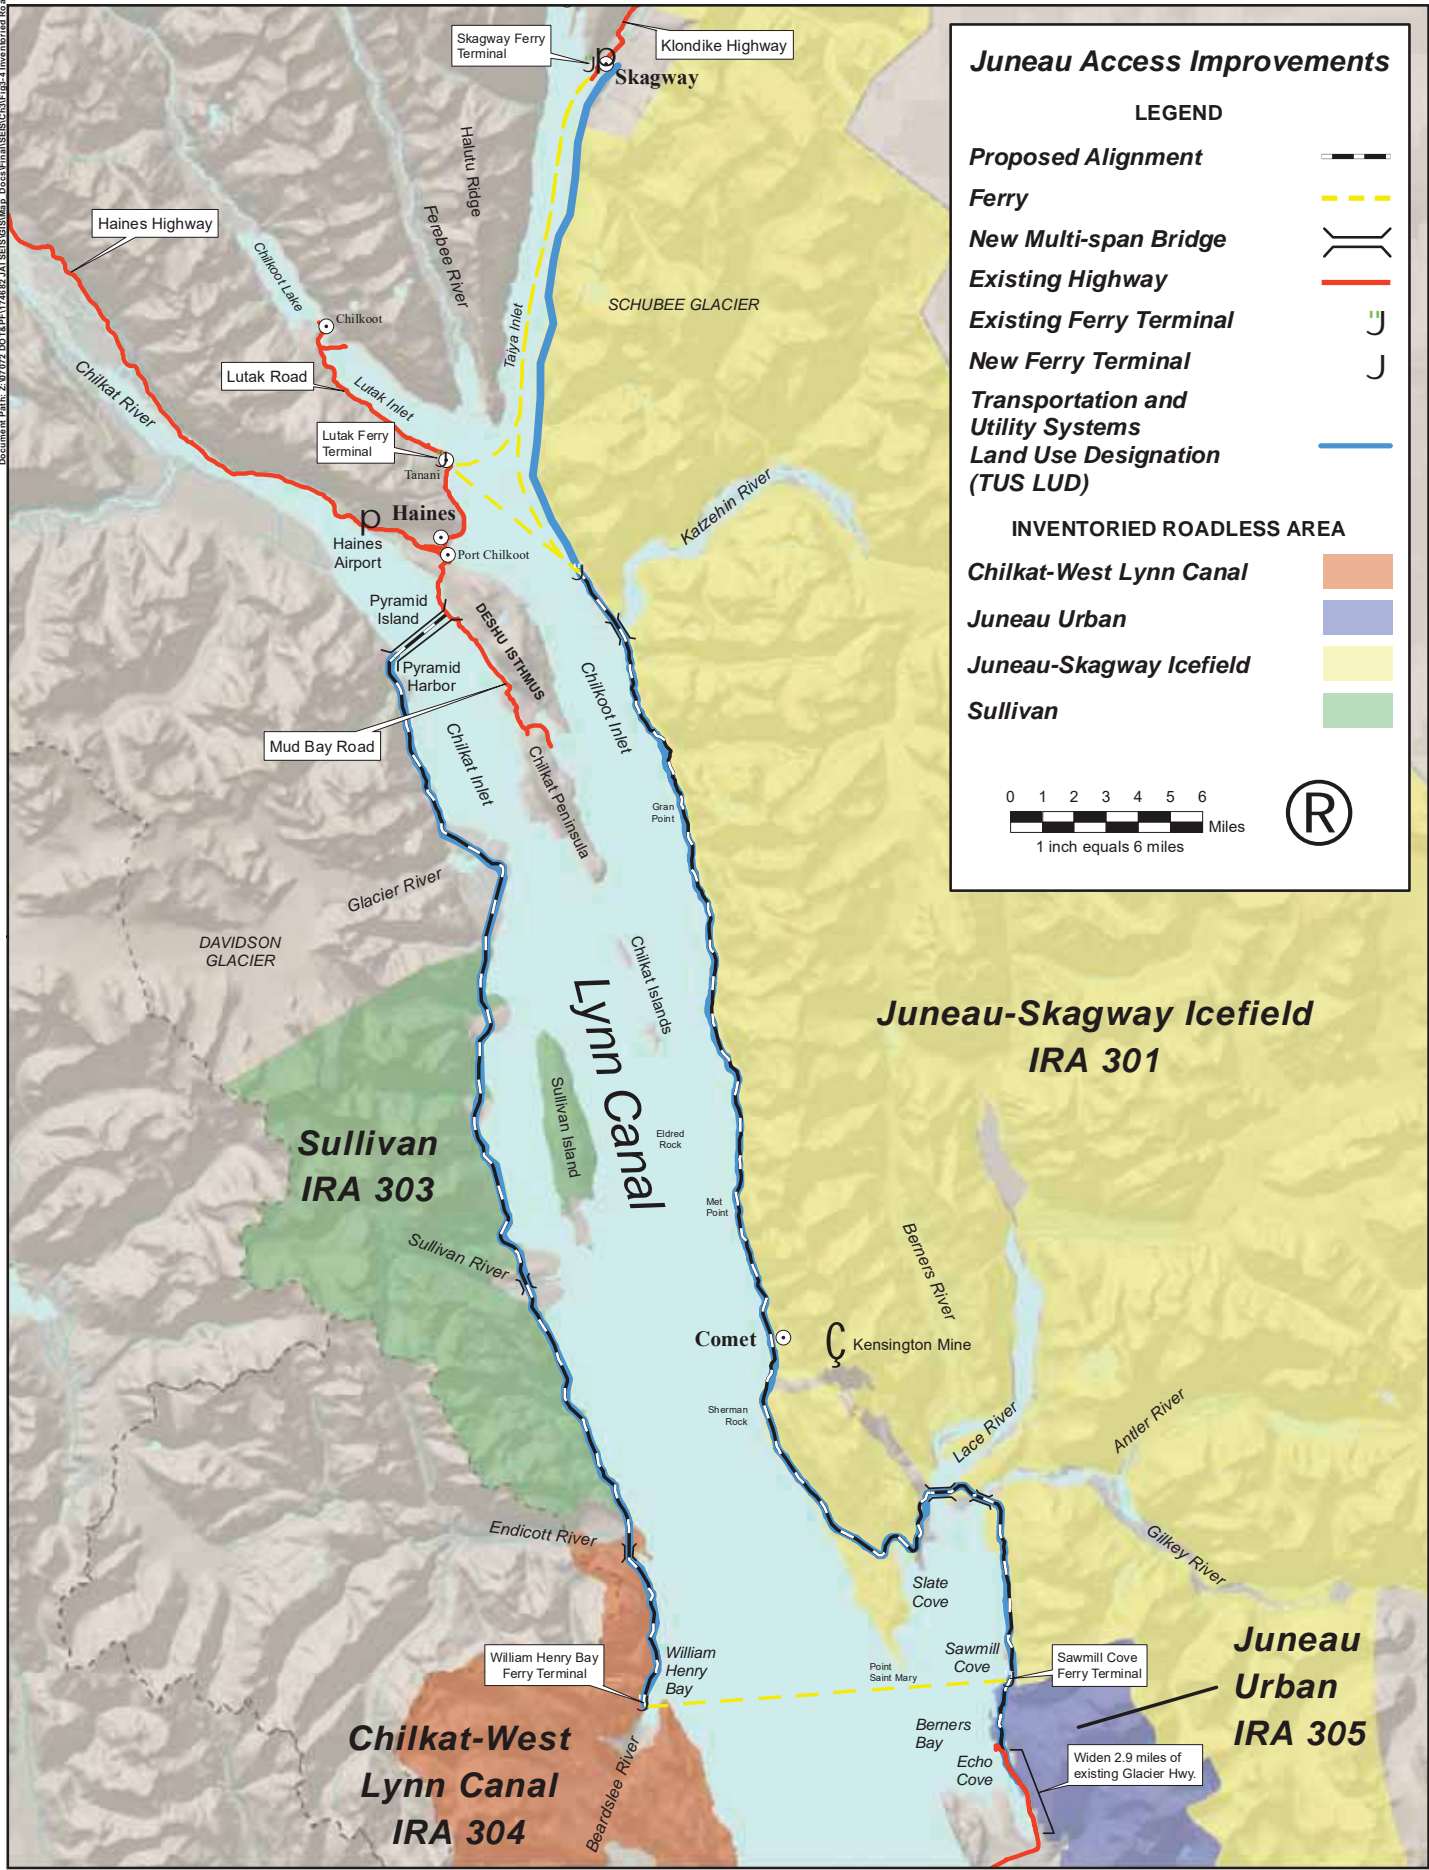 Juneau Access Improvements
LEGEND
Proposed Alignment
Ferry
New Multi-span Bridge
Existing Highway
Existing Ferry Terminal
New Ferry Terminal
Transportation and
Utility Systems
Land Use Designation
(TUS LUD)
INVENTORIED ROADLESS AREA
Chilkat-West Lynn Canal
Juneau Urban
Juneau-Skagway Icefield
Sullivan
0 1 2 3 4 5 6
Miles
1 inch equals 6 miles
R
Skagway Ferry
Terminal
Klondike Highway
p
J
Skagway
Halutu Ridge
Ferebee River
Haines Highway
Chilkoot Lake
Chilkoot
Taiya Inlet
SCHUBEE GLACIER
Lutak Road
Lutak Inlet
Chilkat River
Lutak Ferry
Terminal
Tanani
Katzehin River
p
Haines
Haines
Airport
Port Chilkoot
Pyramid
Island
DESHU ISTHMUS
Pyramid
Harbor
Chilkoot Inlet
Mud Bay Road
Chilkat Inlet
Chilkat Peninsula
Gran
Point
Glacier River
DAVIDSON
GLACIER
Chilkat Islands
Lynn Canal
Juneau-Skagway Icefield
IRA 301
Sullivan
IRA 303
Sullivan Island
Eldred
Rock
Met
Point
Sullivan River
Berners River
Comet
Ç
Kensington Mine
Sherman
Rock
Lace River
Antler River
Endicott River
Gilkey River
Slate
Cove
William Henry Bay
Ferry Terminal
William
Henry
Bay
Point
Saint Mary
Sawmill
Cove
Sawmill Cove
Ferry Terminal
Juneau
Urban
IRA 305
Chilkat-West
Lynn Canal
IRA 304
Beardslee River
Berners
Bay
Echo
Cove
Widen 2.9 miles of
existing Glacier Hwy.